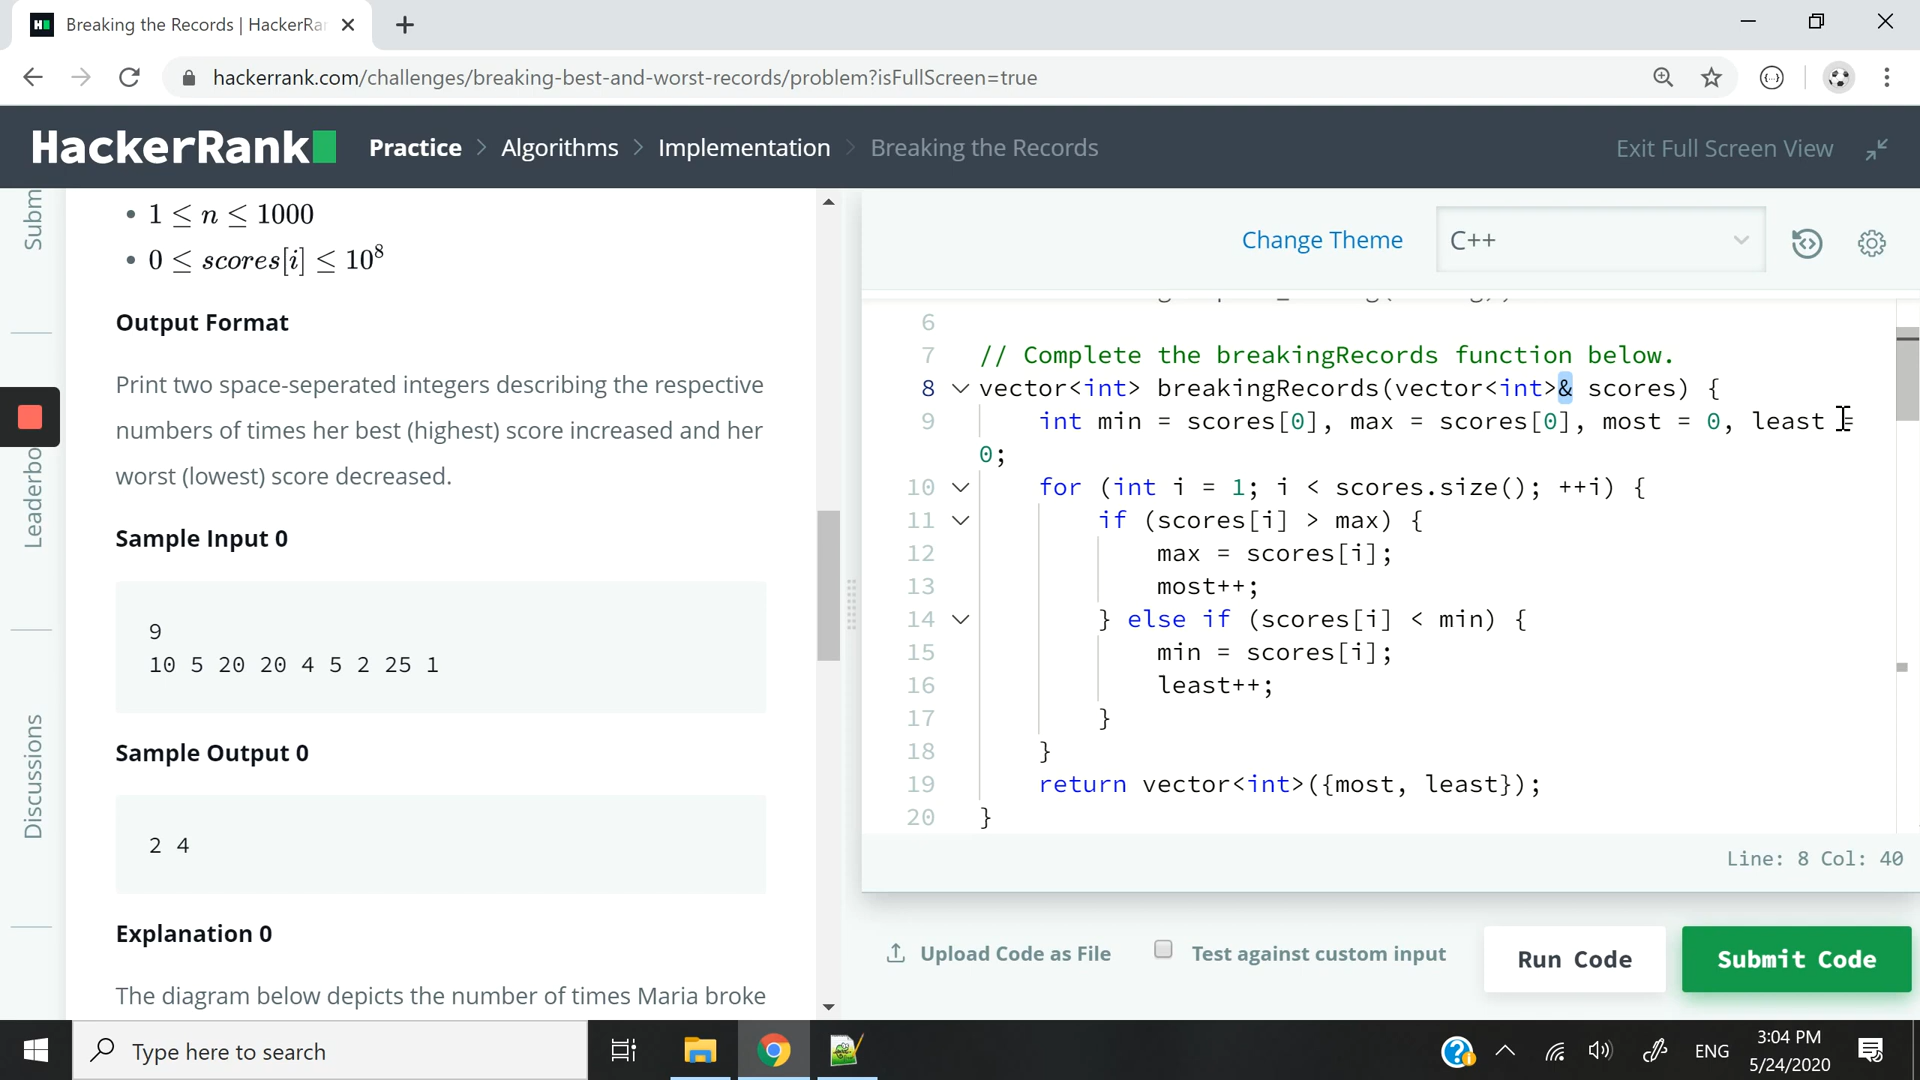 Breaking the Records | HackerRan
hackerrank.com/challenges/breaking-best-and-worst-records/problem?isFullScreen=true
HackerRank
Practice > Algorithms > Implementation > Breaking the Records
Exit Full Screen View
Subm
Leaderbo
Discussions
• 1 ≤ n ≤ 1000
• 0 ≤ scores[i] ≤ 10⁸
Output Format
Print two space-seperated integers describing the respective
numbers of times her best (highest) score increased and her
worst (lowest) score decreased.
Sample Input 0
9
10 5 20 20 4 5 2 25 1
Sample Output 0
2 4
Explanation 0
The diagram below depicts the number of times Maria broke
Change Theme
C++
6
7 // Complete the breakingRecords function below.
8 vector<int> breakingRecords(vector<int>& scores) {
9 int min = scores[0], max = scores[0], most = 0, least =
0;
10 for (int i = 1; i < scores.size(); ++i) {
11 if (scores[i] > max) {
12 max = scores[i];
13 most++;
14 } else if (scores[i] < min) {
15 min = scores[i];
16 least++;
17 }
18 }
19 return vector<int>({most, least});
20 }
Line: 8 Col: 40
Upload Code as File
Test against custom input
Run Code
Submit Code
Type here to search
ENG
3:04 PM
5/24/2020